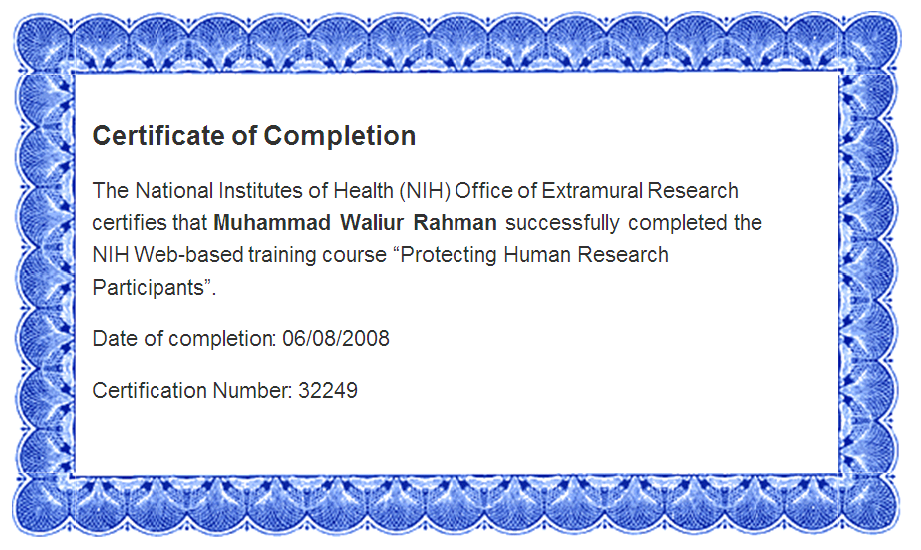 Certificate of Completion
The National Institutes of Health (NIH) Office of Extramural Research
certifies that Muhammad Waliur Rahman successfully completed the
NIH Web-based training course “Protecting Human Research
Participants”.
Date of completion: 06/08/2008
Certification Number: 32249